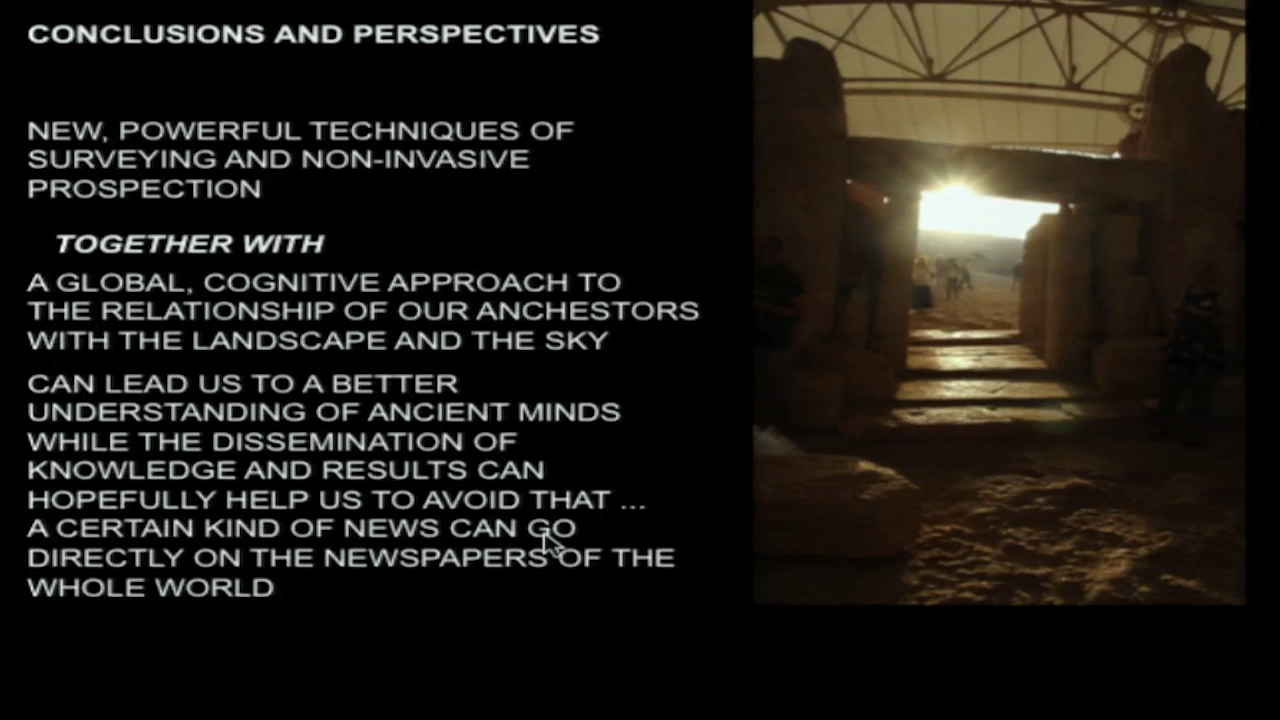 CONCLUSIONS AND PERSPECTIVES
NEW, POWERFUL TECHNIQUES OF
SURVEYING AND NON-INVASIVE
PROSPECTION
TOGETHER WITH
A GLOBAL, COGNITIVE APPROACH TO
THE RELATIONSHIP OF OUR ANCHESTORS
WITH THE LANDSCAPE AND THE SKY
CAN LEAD US TO A BETTER
UNDERSTANDING OF ANCIENT MINDS
WHILE THE DISSEMINATION OF
KNOWLEDGE AND RESULTS CAN
HOPEFULLY HELP US TO AVOID THAT ...
A CERTAIN KIND OF NEWS CAN GO
DIRECTLY ON THE NEWSPAPERS OF THE
WHOLE WORLD